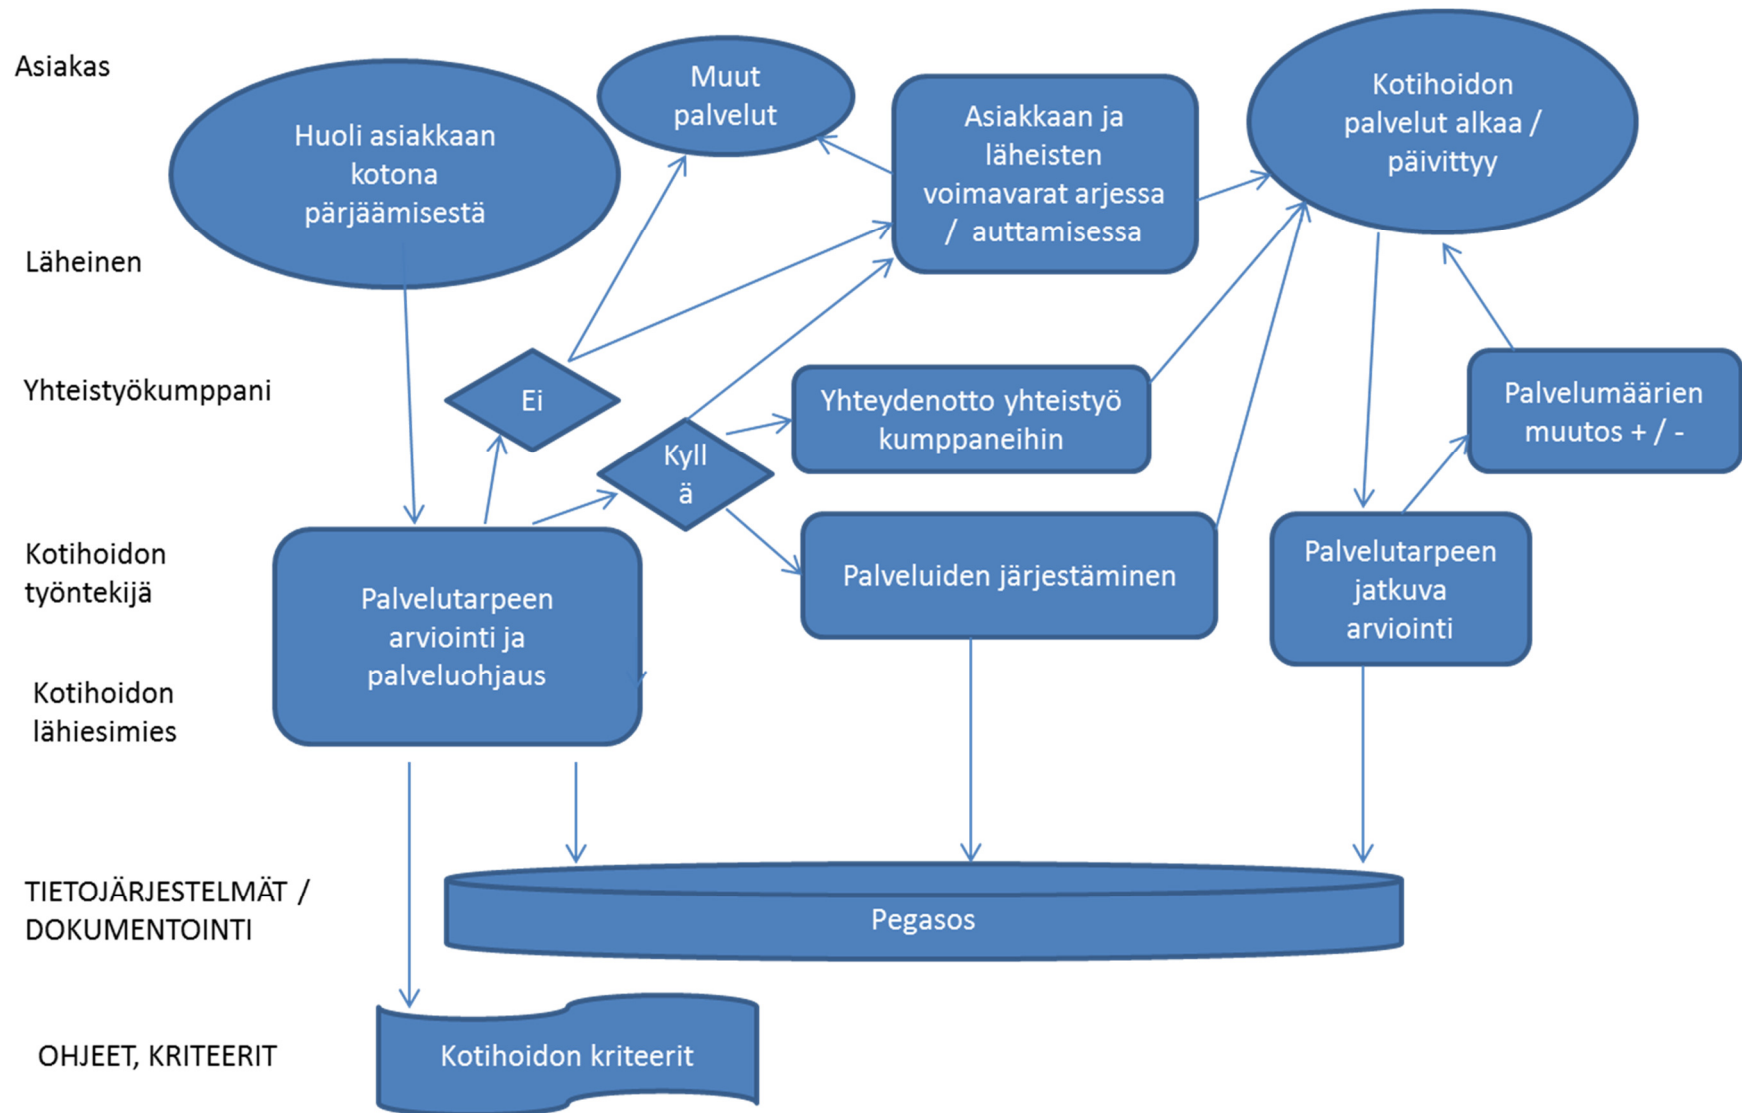 Asiakas
Huoli asiakkaan
kotona
pärjäämisestä
Muut
palvelut
Asiakkaan ja
läheisten
voimavarat arjessa
/ auttamisessa
Kotihoidon
palvelut alkaa /
päivittyy
Läheinen
Yhteistyökumppani
Ei
Kyll
ä
Yhteydenotto yhteistyö
kumppaneihin
Palvelumäärien
muutos + / -
Kotihoidon
työntekijä
Palvelutarpeen
arviointi ja
palveluohjaus
Palveluiden järjestäminen
Palvelutarpeen
jatkuva
arviointi
Kotihoidon
lähiesimies
TIETOJÄRJESTELMÄT /
DOKUMENTOINTI
Pegasos
OHJEET, KRITEERIT
Kotihoidon kriteerit